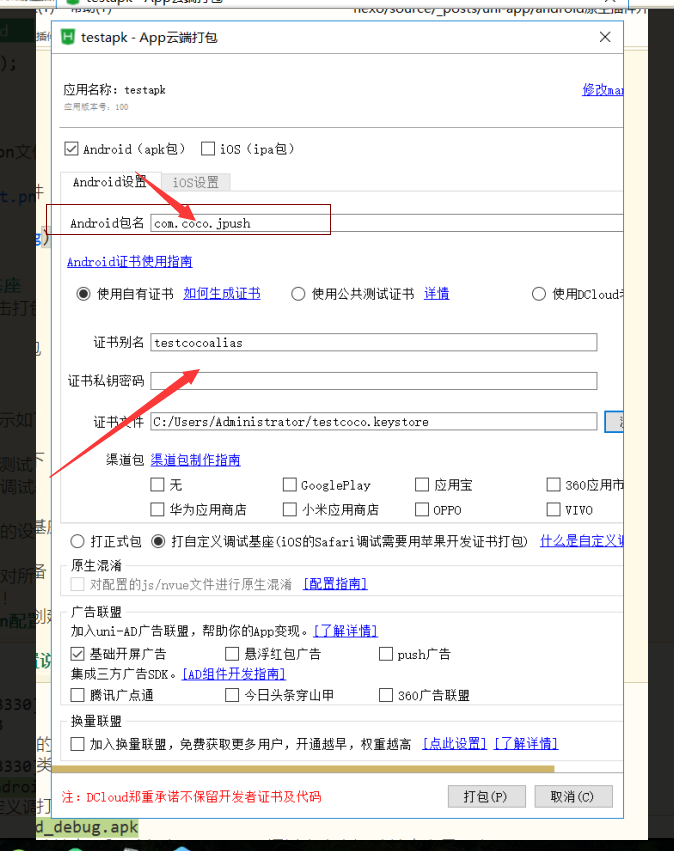 testapk - App云端打包
应用名称: testapk
应用版本号: 100
修改man
Android（apk包） iOS（ipa包）
Android设置 iOS设置
Android包名 com.coco.jpush
Android证书使用指南
使用自有证书 如何生成证书 使用公共测试证书 详情 使用DCloud
证书别名 testcocoalias
证书私钥密码
证书文件 C:/Users/Administrator/testcoco.keystore
渠道包 渠道包制作指南
无 GooglePlay 应用宝 360应用市
华为应用商店 小米应用商店 OPPO VIVO
打正式包 打自定义调试基座(iOS的Safari调试需要用苹果开发证书打包) 什么是自定义调
原生混淆
对配置的js/nvue文件进行原生混淆 [配置指南]
广告联盟
加入uni-AD广告联盟，帮助你的App变现。[了解详情]
基础开屏广告 悬浮红包广告 push广告
集成三方广告SDK。[AD组件开发指南]
腾讯广点通 今日头条穿山甲 360广告联盟
换量联盟
加入换量联盟，免费获取更多用户，开通越早，权重越高 [点此设置] [了解详情]
注: DCloud郑重承诺不保留开发者证书及代码
打包(P) 取消(C)
d_debug.apk